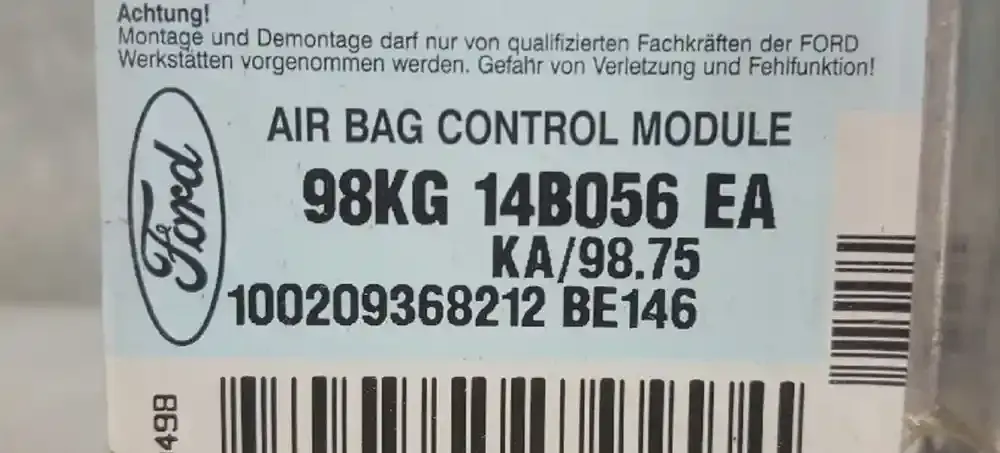 Achtung!
Montage und Demontage darf nur von qualifizierten Fachkräften der FORD
Werkstätten vorgenommen werden. Gefahr von Verletzung und Fehlfunktion!
Ford
AIR BAG CONTROL MODULE
98KG 14B056 EA
KA/98.75
100209368212 BE146
498